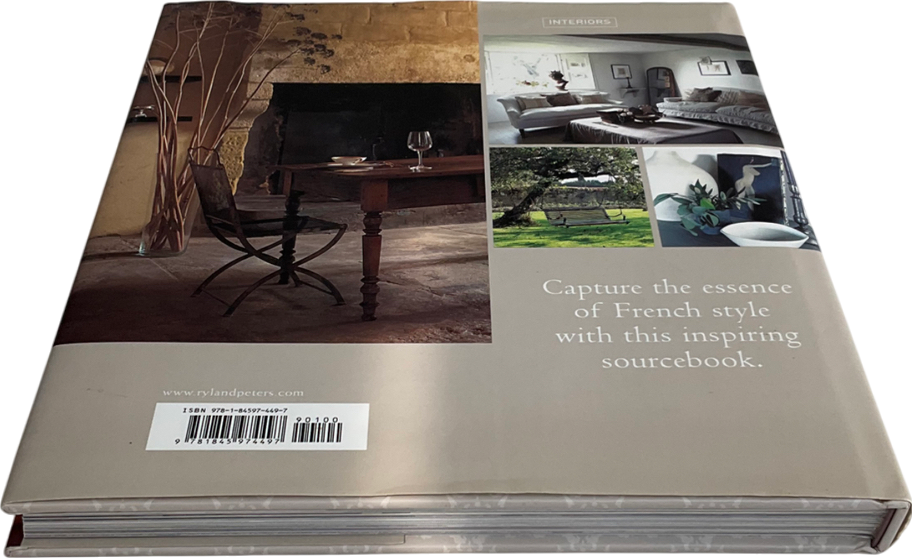 INTERIORS
Capture the essence
of French style
with this inspiring
sourcebook.
www.rylandpeters.com
ISBN 978-1-84597-449-7
90100
9 781845 974497